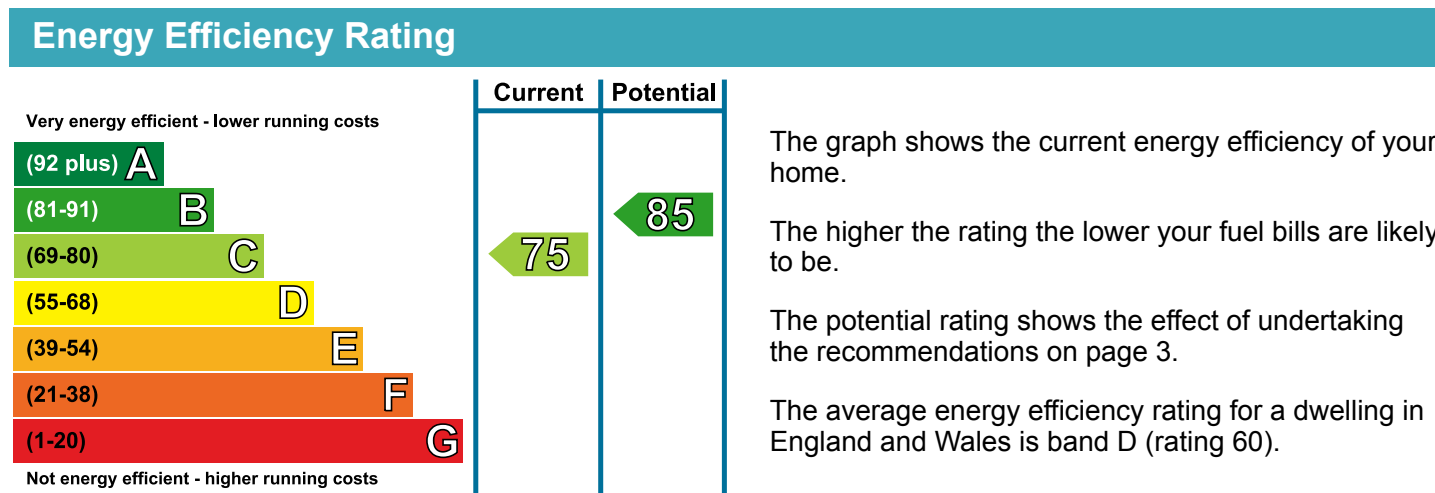 Energy Efficiency Rating
Current Potential
Very energy efficient - lower running costs
(92 plus) A
(81-91) B
85
(69-80) C
75
(55-68) D
(39-54) E
(21-38) F
(1-20) G
Not energy efficient - higher running costs
The graph shows the current energy efficiency of your
home.
The higher the rating the lower your fuel bills are likely
to be.
The potential rating shows the effect of undertaking
the recommendations on page 3.
The average energy efficiency rating for a dwelling in
England and Wales is band D (rating 60).